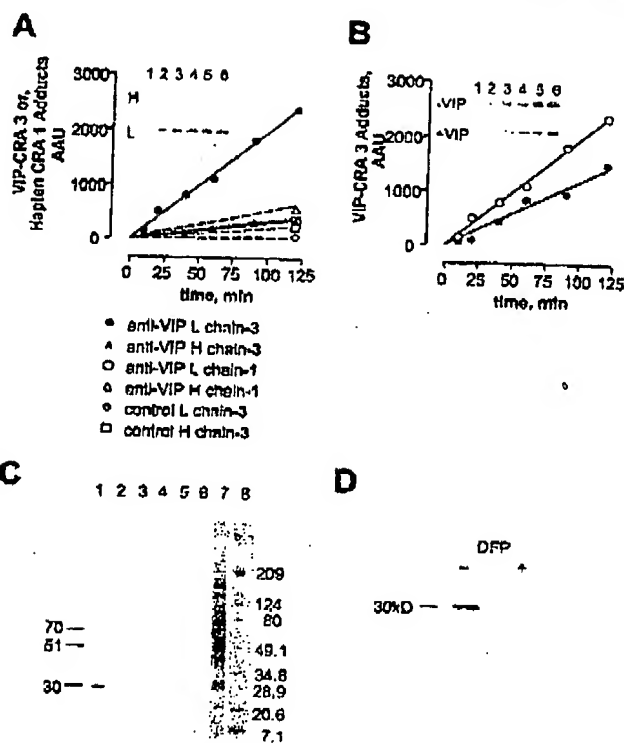 A
3000
2000
1000
0
VIP-CRA 3 or,
Hapten CRA 1 Adducts,
AAU
1 2 3 4 5 6
H
L
0 25 50 75 100 125
time, min
anti-VIP L chain-3
anti-VIP H chain-3
anti-VIP L chain-1
anti-VIP H chain-1
control L chain-3
control H chain-3
B
3000
2000
1000
0
VIP-CRA 3 Adducts,
AAU
1 2 3 4 5 6
-VIP
+VIP
0 25 50 75 100 125
time, min
C
1 2 3 4 5 6 7 8
70
51
30
209
124
80
49.1
34.8
28.9
20.6
7.1
D
DFP
- +
30kD